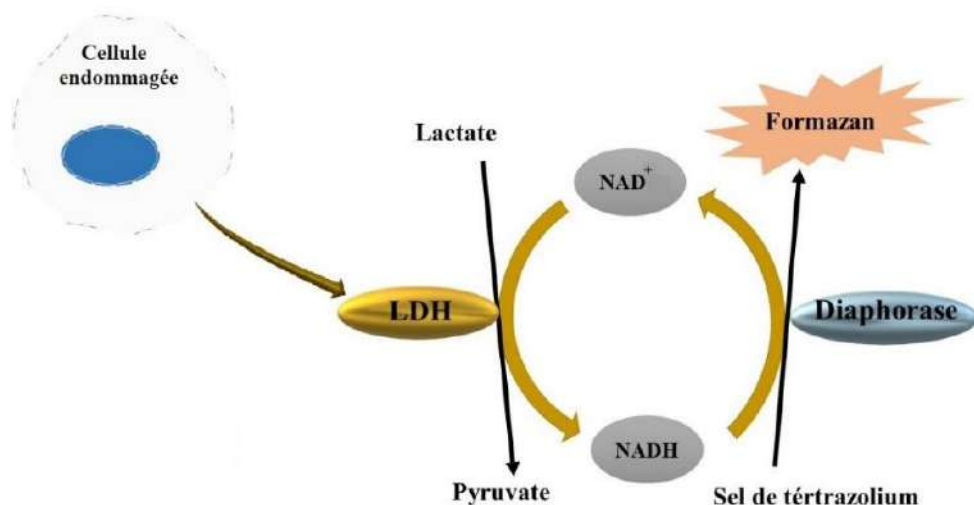 Cellule
endommagée
Lactate
Formazan
NAD+
LDH
Diaphorase
NADH
Pyruvate
Sel de tértrazolium